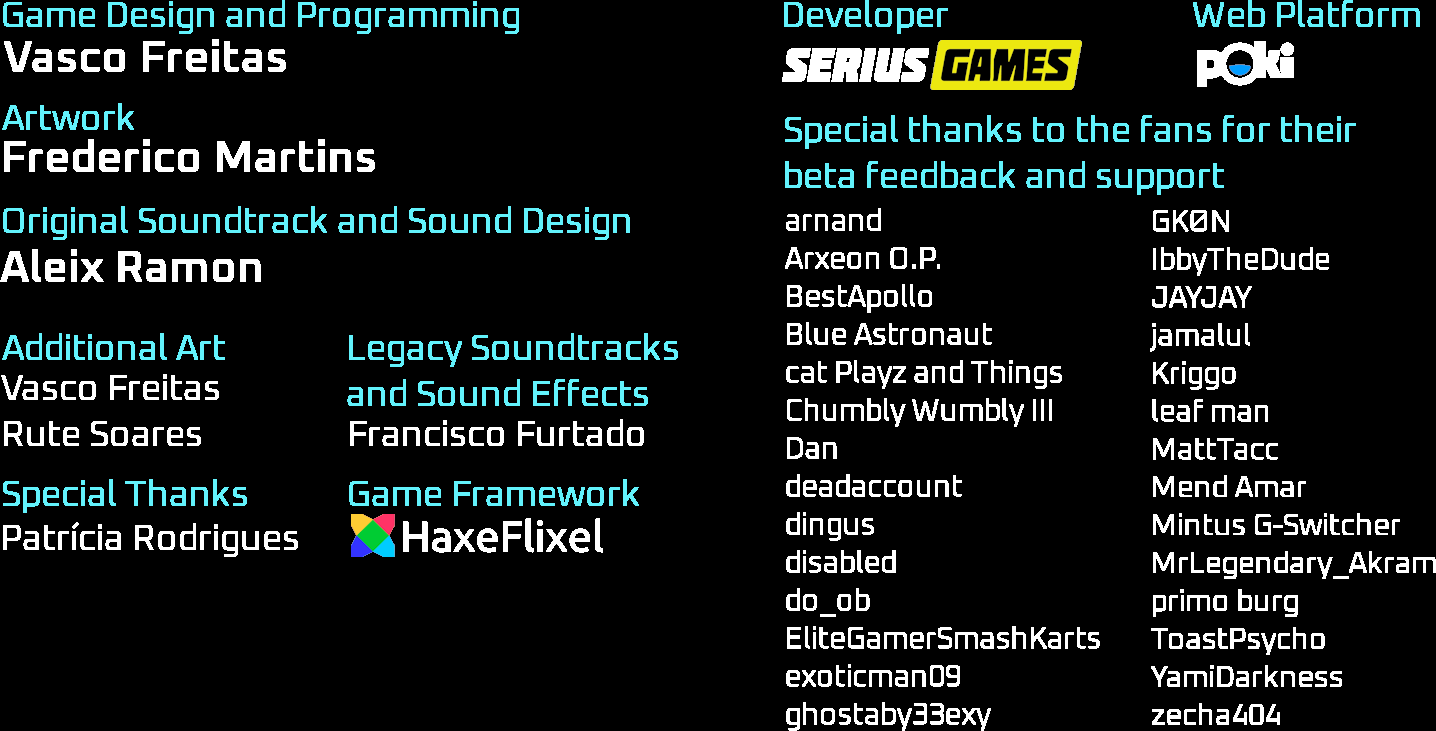 Game Design and Programming
Vasco Freitas
Artwork
Frederico Martins
Original Soundtrack and Sound Design
Aleix Ramon
Additional Art
Vasco Freitas
Rute Soares
Special Thanks
Patrícia Rodrigues
Legacy Soundtracks
and Sound Effects
Francisco Furtado
Game Framework
HaxeFlixel
Developer
SERIUS GAMES
Web Platform
poki
Special thanks to the fans for their
beta feedback and support
arnand
Arxeon O.P.
BestApollo
Blue Astronaut
cat Playz and Things
Chumbly Wumbly III
Dan
deadaccount
dingus
disabled
do_ob
EliteGamerSmashKarts
exoticman09
ghostaby33exy
GKØN
IbbyTheDude
JAYJAY
jamalul
Kriggo
leaf man
MattTacc
Mend Amar
Mintus G-Switcher
MrLegendary_Akram
primo burg
ToastPsycho
YamiDarkness
zecha404